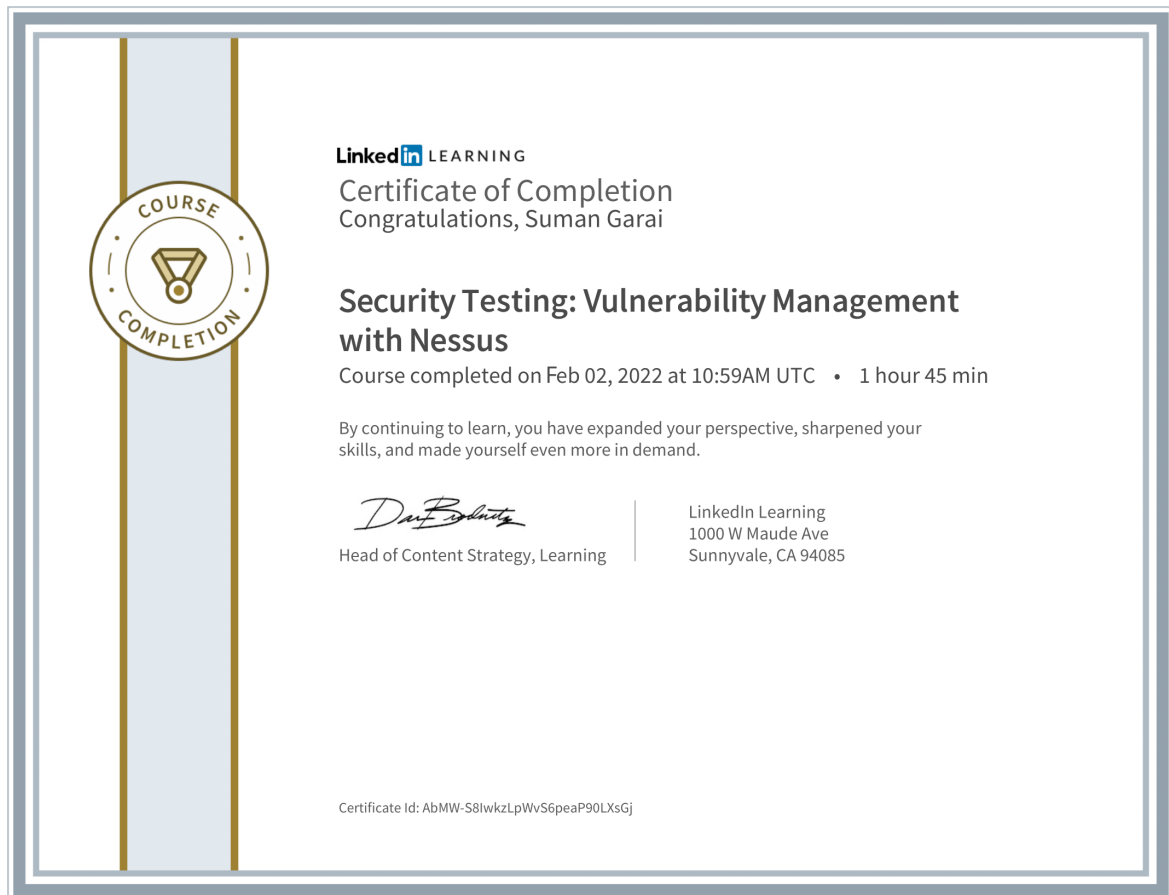 COURSE
COMPLETION
Linked in LEARNING
Certificate of Completion
Congratulations, Suman Garai
Security Testing: Vulnerability Management
with Nessus
Course completed on Feb 02, 2022 at 10:59AM UTC • 1 hour 45 min
By continuing to learn, you have expanded your perspective, sharpened your
skills, and made yourself even more in demand.
Head of Content Strategy, Learning
LinkedIn Learning
1000 W Maude Ave
Sunnyvale, CA 94085
Certificate Id: AbMW-S8IwkzLpWvS6peaP90LXsGj